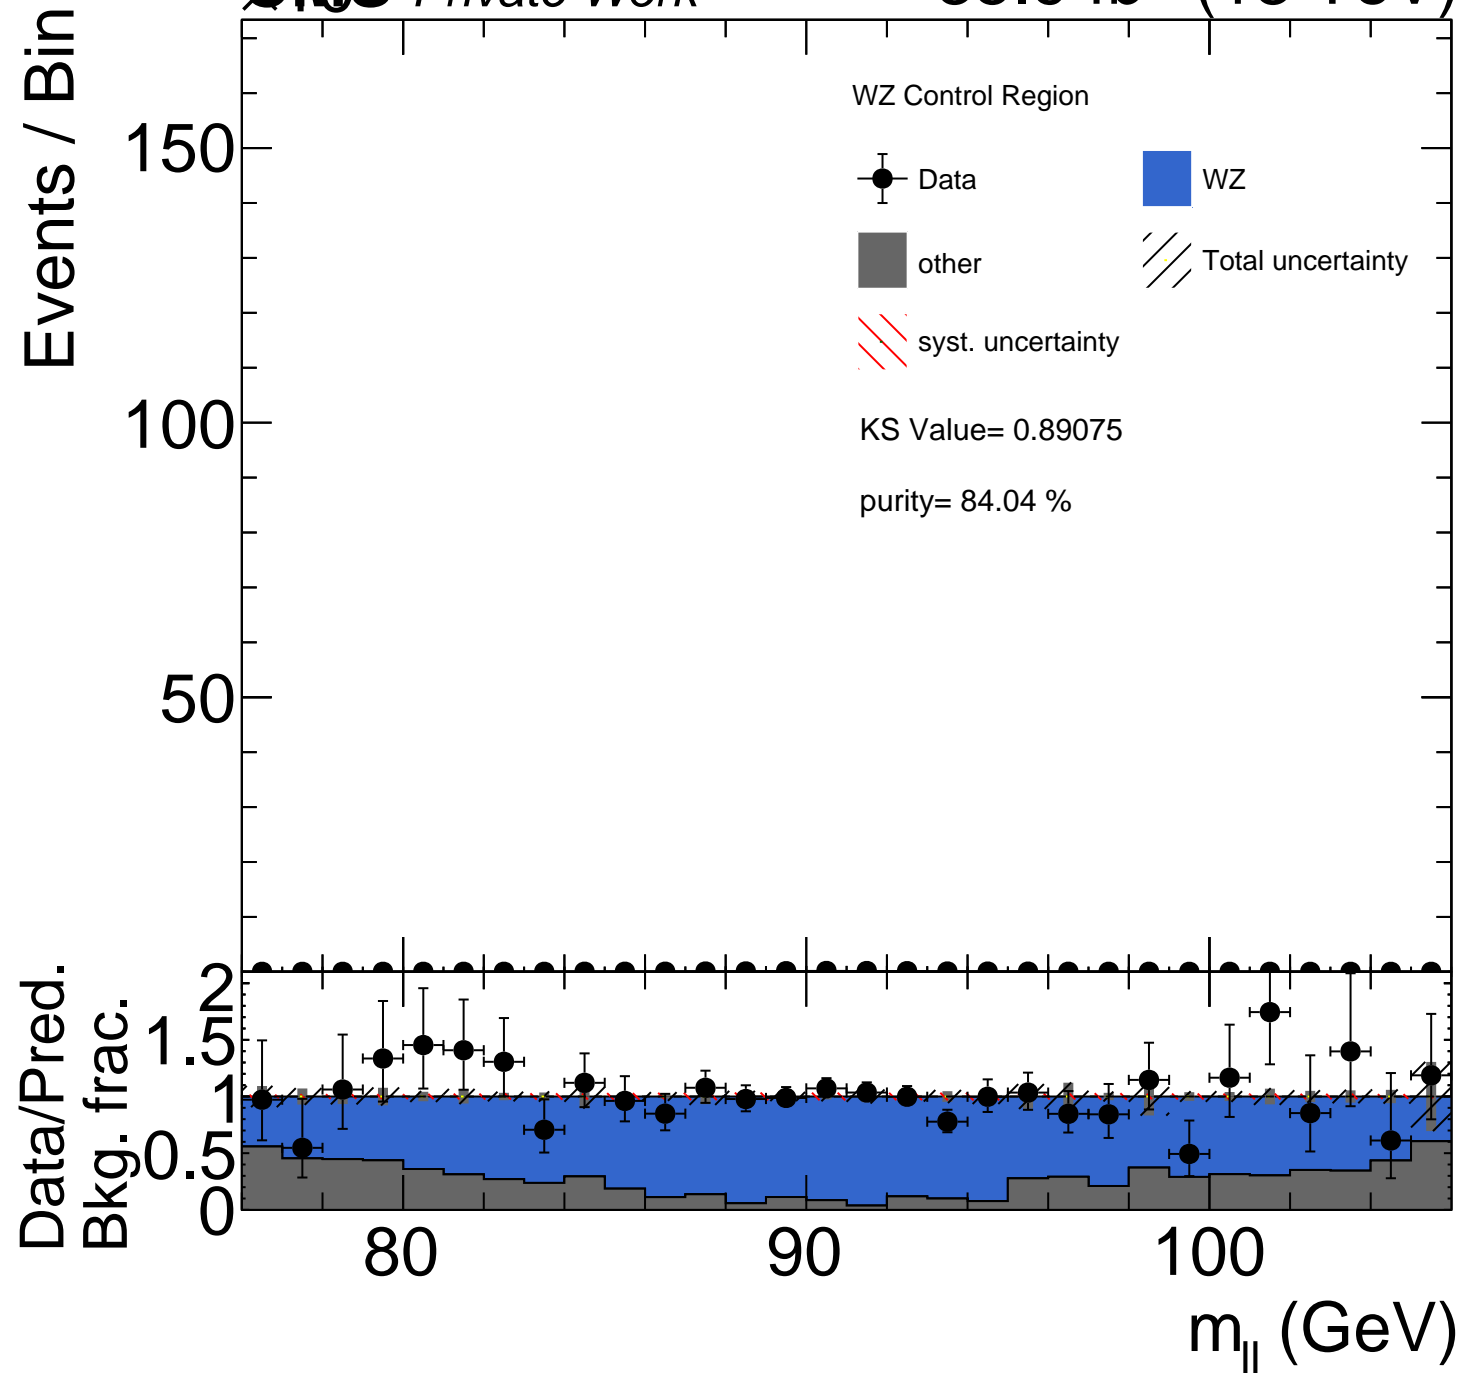 Private Work
Events / Bin
150
100
50
WZ Control Region
Data
WZ
other
Total uncertainty
syst. uncertainty
KS Value= 0.89075
purity= 84.04 %
Data/Pred.
Bkg. frac.
2
1.5
1
0.5
0
80
90
100
m_ll (GeV)